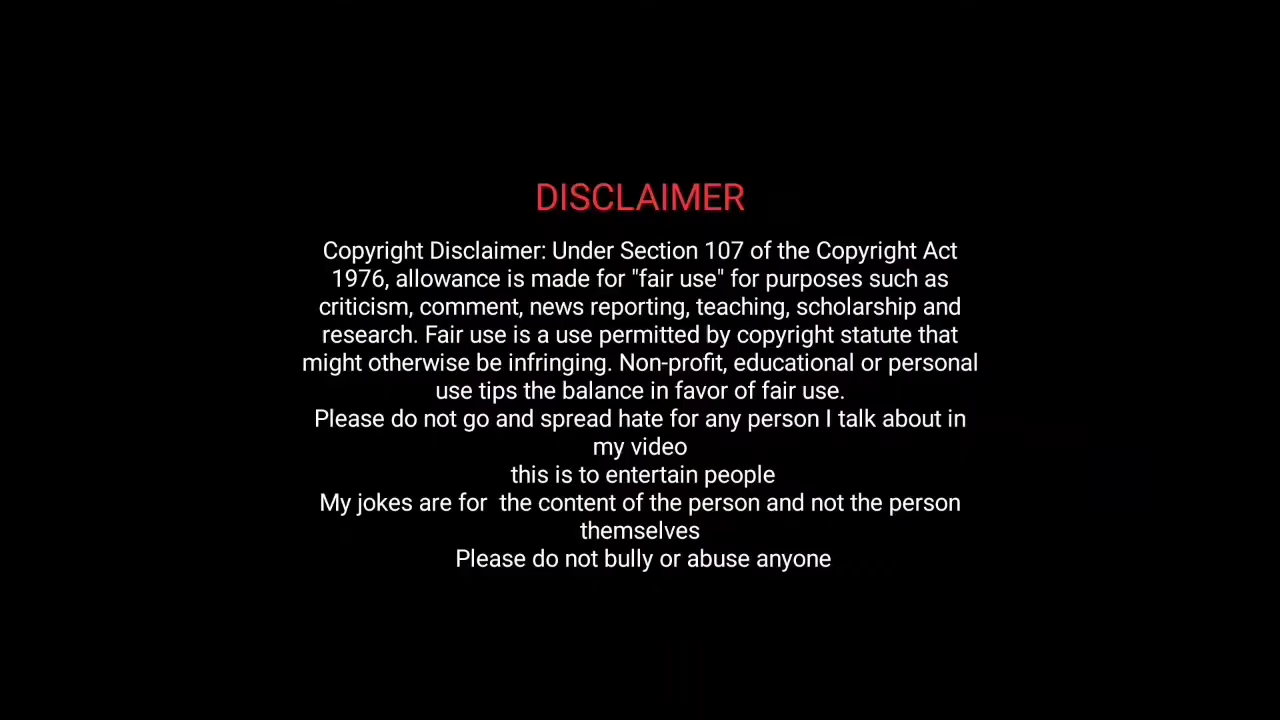 DISCLAIMER
Copyright Disclaimer: Under Section 107 of the Copyright Act
1976, allowance is made for "fair use" for purposes such as
criticism, comment, news reporting, teaching, scholarship and
research. Fair use is a use permitted by copyright statute that
might otherwise be infringing. Non-profit, educational or personal
use tips the balance in favor of fair use.
Please do not go and spread hate for any person I talk about in
my video
this is to entertain people
My jokes are for  the content of the person and not the person
themselves
Please do not bully or abuse anyone